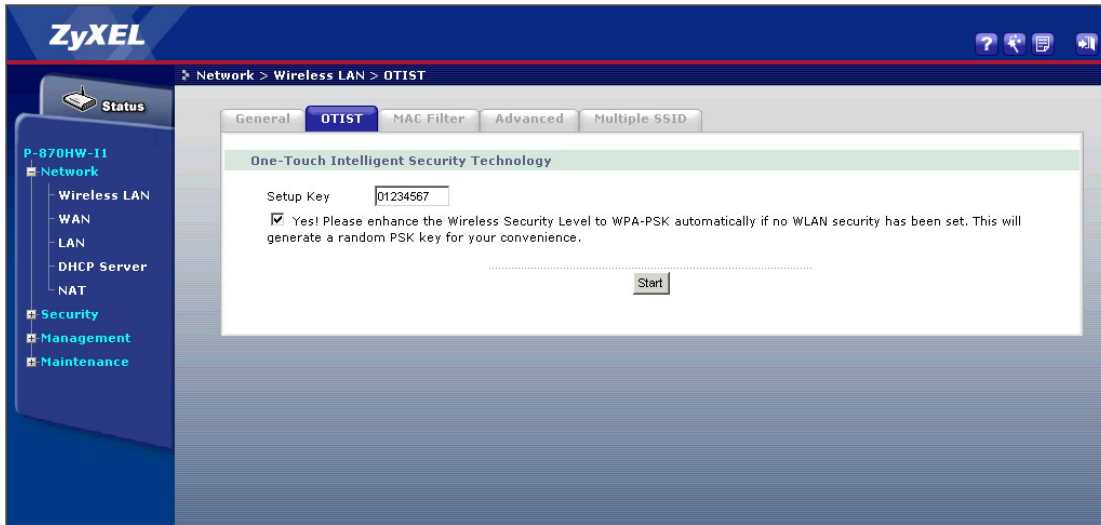 ZyXEL
?
Network > Wireless LAN > OTIST
Status
P-870HW-I1
Network
Wireless LAN
WAN
LAN
DHCP Server
NAT
Security
Management
Maintenance
General OTIST MAC Filter Advanced Multiple SSID
One-Touch Intelligent Security Technology
Setup Key 01234567
Yes! Please enhance the Wireless Security Level to WPA-PSK automatically if no WLAN security has been set. This will
generate a random PSK key for your convenience.
Start